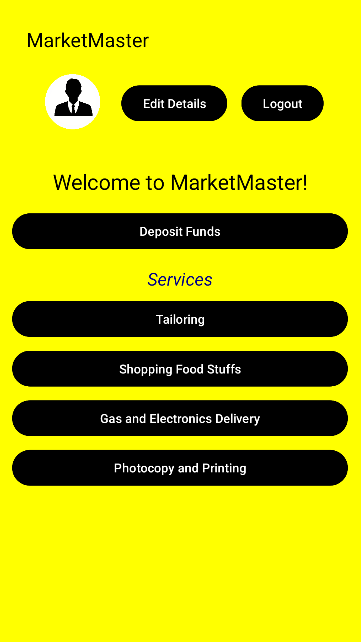 MarketMaster
Edit Details
Logout
Welcome to MarketMaster!
Deposit Funds
Services
Tailoring
Shopping Food Stuffs
Gas and Electronics Delivery
Photocopy and Printing